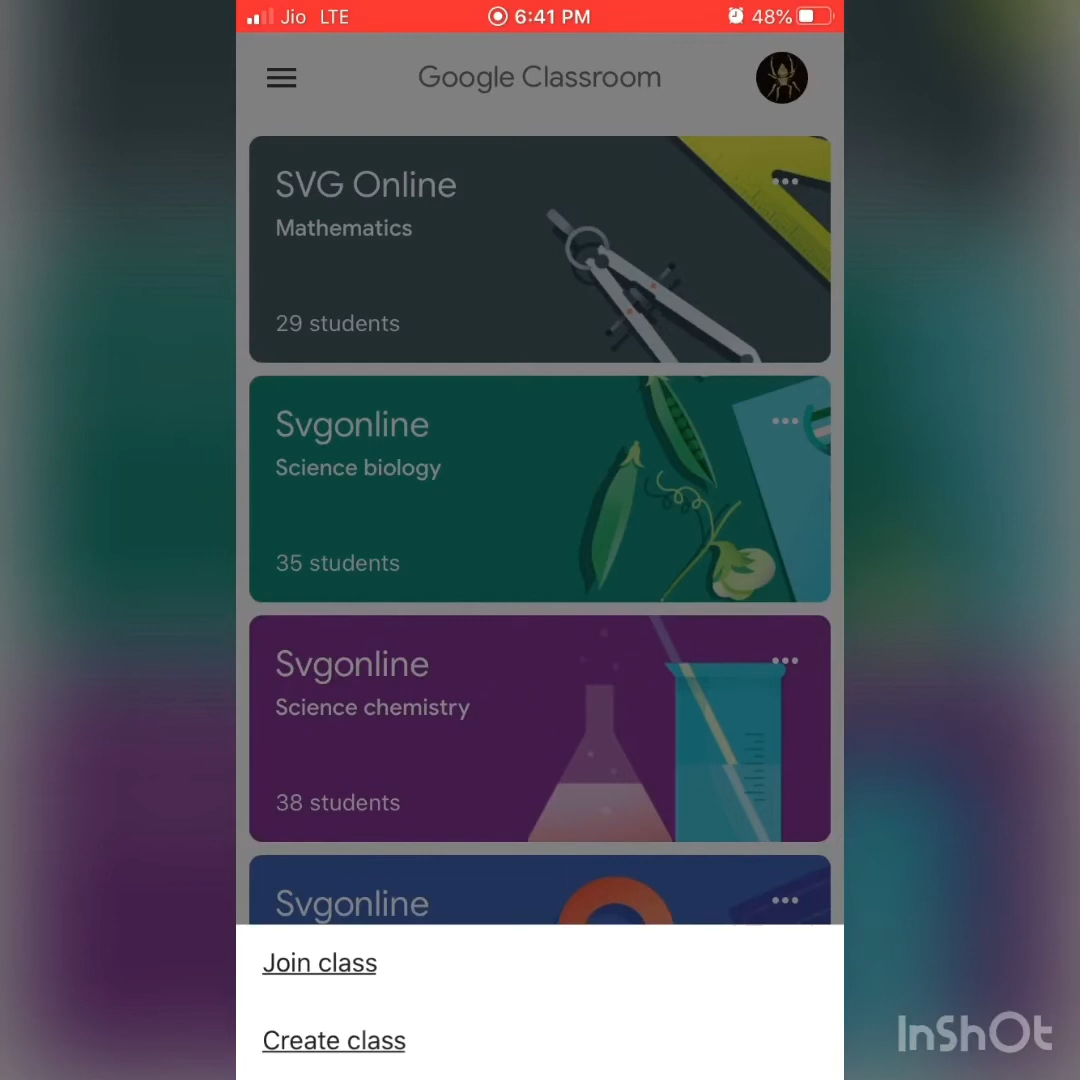 Jio LTE 6:41 PM 48%
Google Classroom
SVG Online
Mathematics
29 students
Svgonline
Science biology
35 students
Svgonline
Science chemistry
38 students
Svgonline
Join class
Create class
InShOt